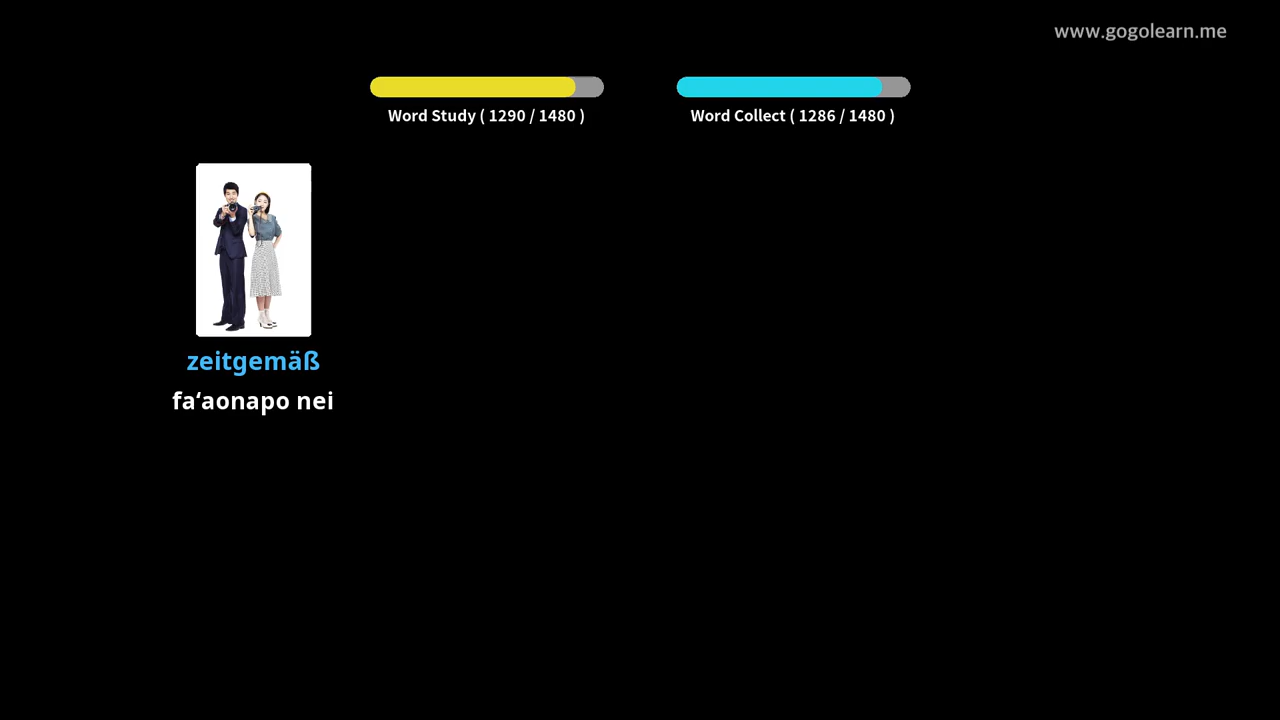 www.gogolearn.me
Word Study ( 1290 / 1480 )
Word Collect ( 1286 / 1480 )
zeitgemäß
fa‘aonapo nei